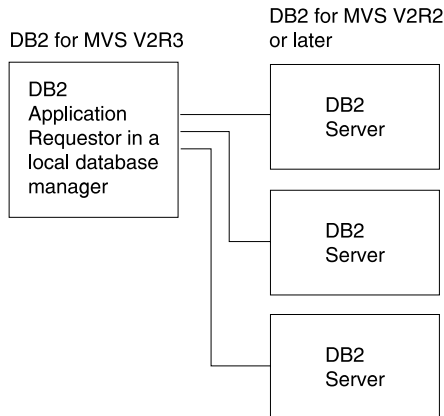 DB2 for MVS V2R3
DB2
Application
Requestor in a
local database
manager
DB2 for MVS V2R2
or later
DB2
Server
DB2
Server
DB2
Server